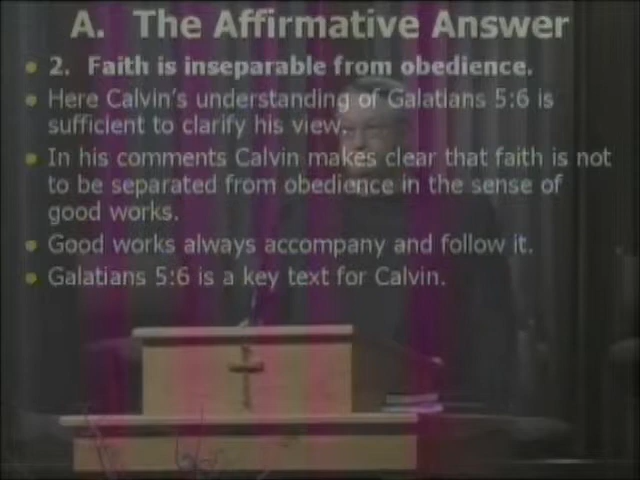 A. The Affirmative Answer
2. Faith is inseparable from obedience.
Here Calvin's understanding of Galatians 5:6 is
sufficient to clarify his view.
In his comments Calvin makes clear that faith is not
to be separated from obedience in the sense of
good works.
Good works always accompany and follow it.
Galatians 5:6 is a key text for Calvin.